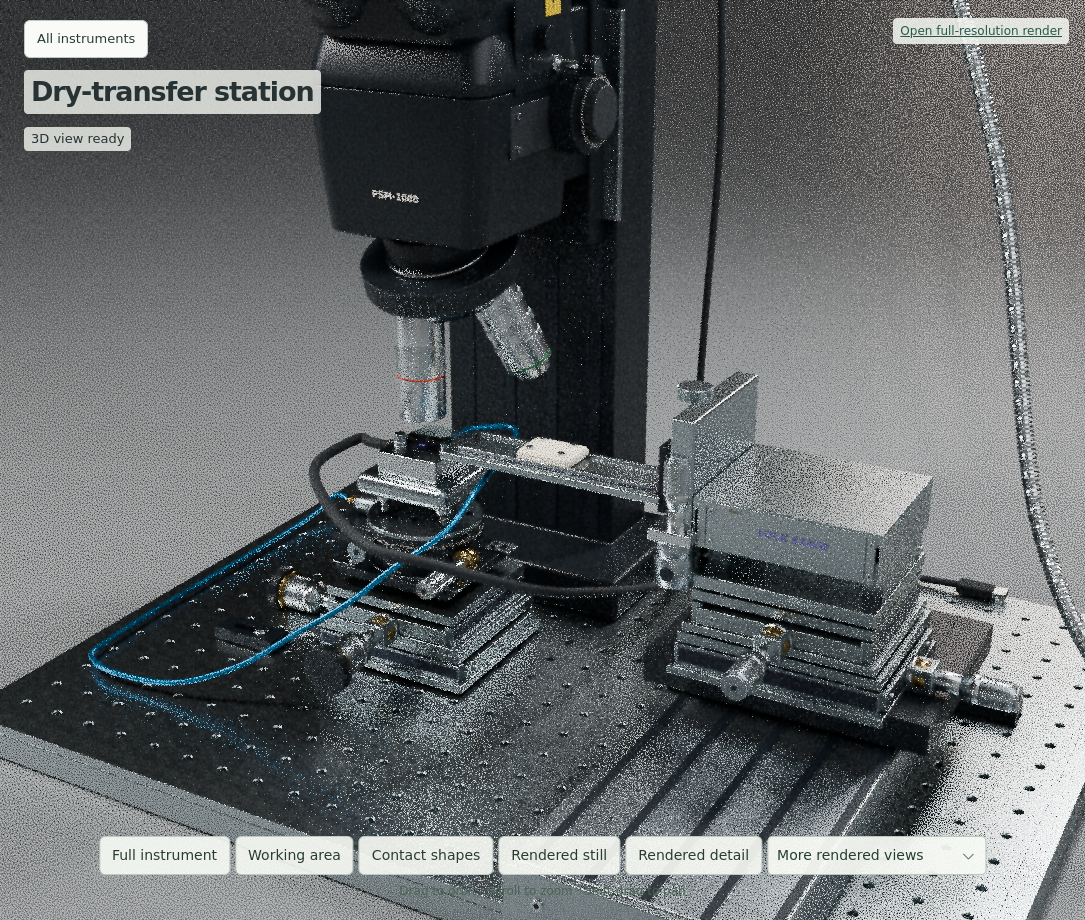 All instruments
Open full-resolution render
Dry-transfer station
3D view ready
PSM-1000
Full instrument
Working area
Contact shapes
Rendered still
Rendered detail
More rendered views